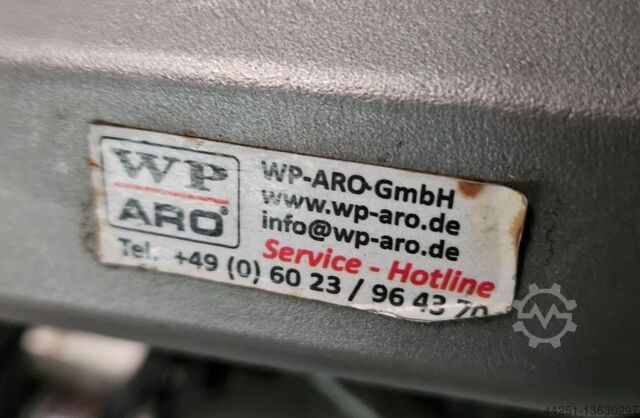 WP
ARO®
WP-ARO-GmbH
www.wp-aro.de
info@wp-aro.de
Service - Hotline
Tel. +49 (0) 60 23 / 96 43 70